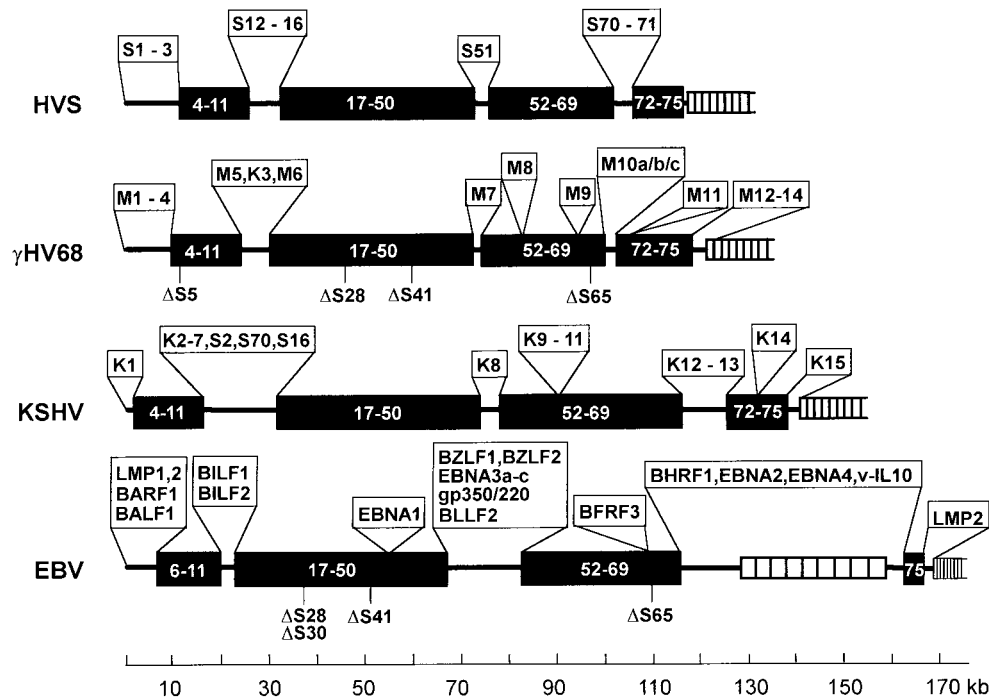 S12 - 16
S70 - 71
S1 - 3
S51
HVS
4-11
17-50
52-69
72-75
M10a/b/c
M5,K3,M6
M8
M1 - 4
M7
M9
M11
M12-14
γHV68
4-11
17-50
52-69
72-75
ΔS5
ΔS28
ΔS41
ΔS65
K2-7,S2,S70,S16
K9 - 11
K14
K1
K8
K12 - 13
K15
KSHV
4-11
17-50
52-69
72-75
LMP1,2
BARF1
BALF1
BILF1
BILF2
EBNA1
BZLF1,BZLF2
EBNA3a-c
gp350/220
BLLF2
BFRF3
BHRF1,EBNA2,EBNA4,v-IL10
LMP2
EBV
6-11
17-50
52-69
75
ΔS28
ΔS30
ΔS41
ΔS65
10 30 50 70 90 110 130 150 170 kb